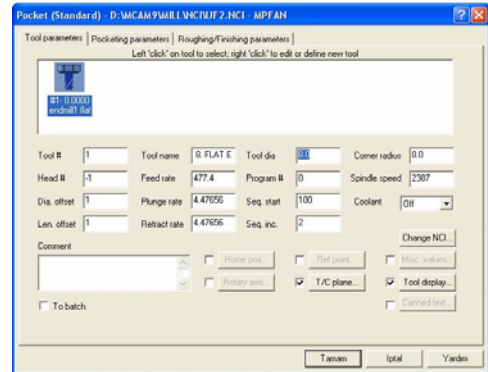 Pocket (Standard) - D:\MCAM9\MILL\NCI\UF2.NCI - MPFAN
Tool parameters | Pocketing parameters | Roughing/Finishing parameters
Left 'click' on tool to select; right 'click' to edit or define new tool
#1- 8.0000
endmill1 flat
Tool # 1 Tool name 8. FLAT E Tool dia 8.0 Corner radius 0.0
Head # -1 Feed rate 477.4 Program # 0 Spindle speed 2387
Dia. offset 1 Plunge rate 4.47656 Seq. start 100 Coolant Off
Len. offset 1 Retract rate 4.47656 Seq. inc. 2
Change NCI...
Comment
Home pos... Ref point... Misc. values...
Rotary axis... T/C plane... Tool display...
To batch Canned text...
Tamam İptal Yardım